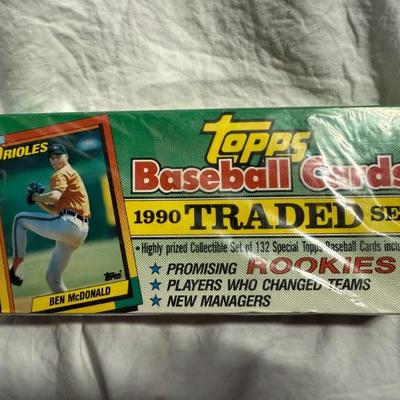 ORIOLES
TOPPS
Baseball Cards
1990 TRADED SE
• Highly prized Collectible Set of 132 Special Topps Baseball Cards inclu
★ PROMISING ROOKIES
★ PLAYERS WHO CHANGED TEAMS
★ NEW MANAGERS
Topps
BEN McDONALD